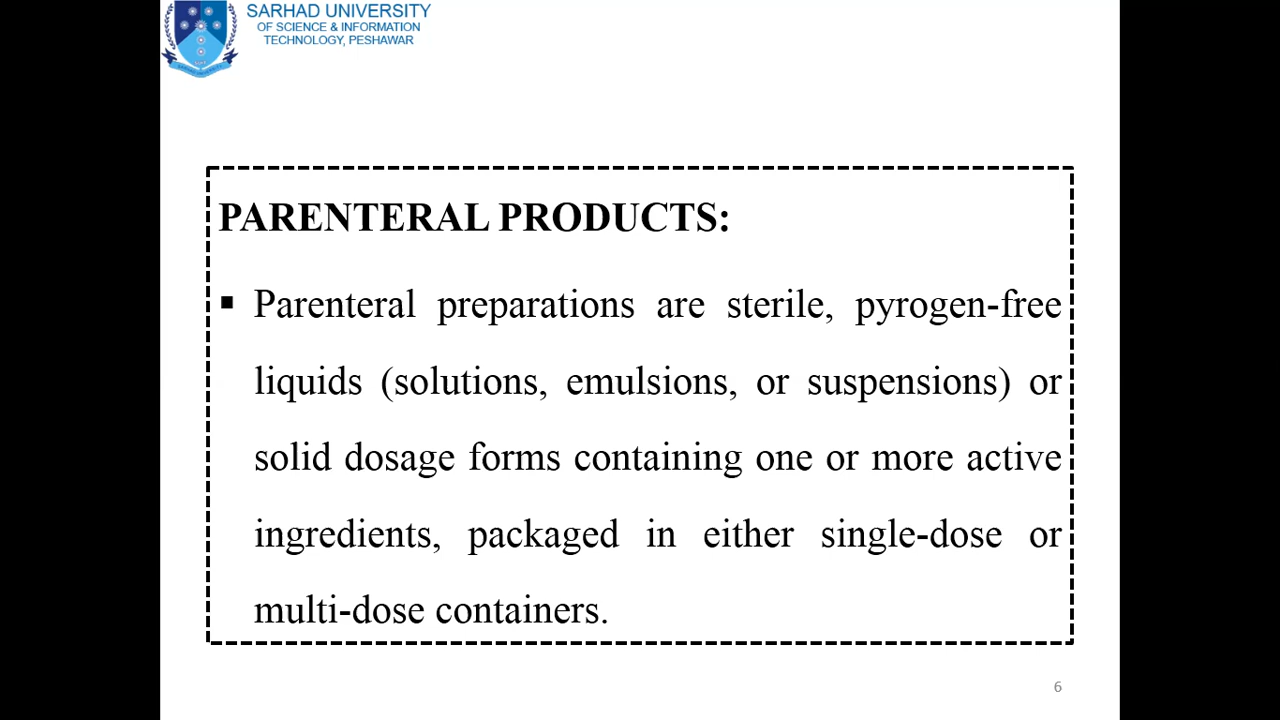 SARHAD UNIVERSITY
OF SCIENCE & INFORMATION
TECHNOLOGY, PESHAWAR
PARENTERAL PRODUCTS:
▪ Parenteral preparations are sterile, pyrogen-free
liquids (solutions, emulsions, or suspensions) or
solid dosage forms containing one or more active
ingredients, packaged in either single-dose or
multi-dose containers.
6